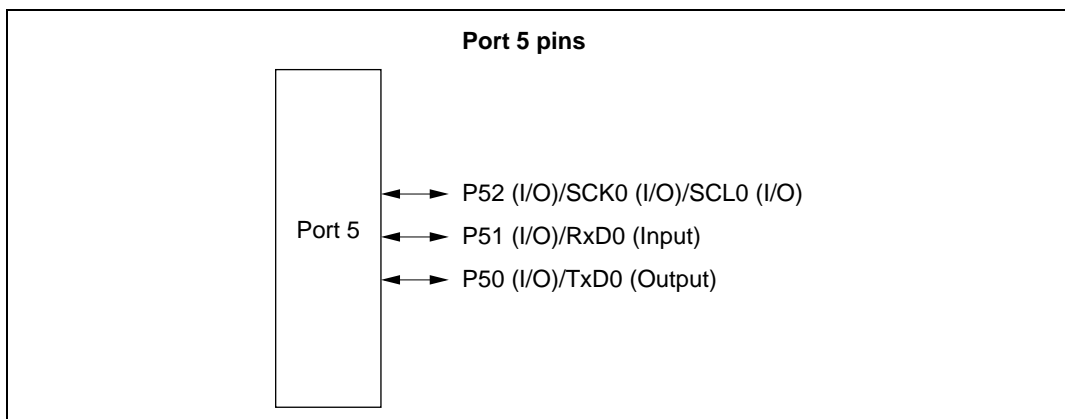 Port 5 pins
Port 5
P52 (I/O)/SCK0 (I/O)/SCL0 (I/O)
P51 (I/O)/RxD0 (Input)
P50 (I/O)/TxD0 (Output)